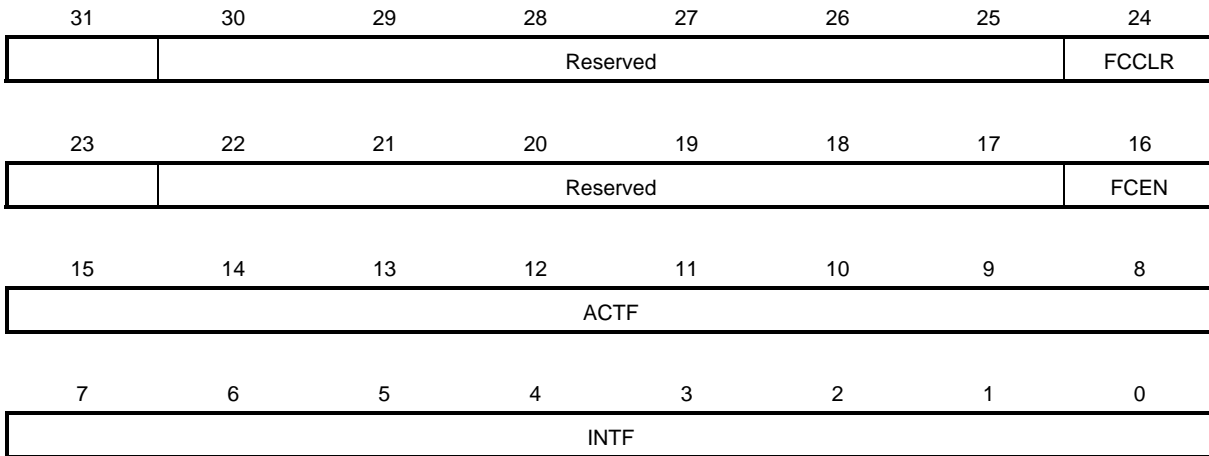 31 30 29 28 27 26 25 24
Reserved FCCLR
23 22 21 20 19 18 17 16
Reserved FCEN
15 14 13 12 11 10 9 8
ACTF
7 6 5 4 3 2 1 0
INTF